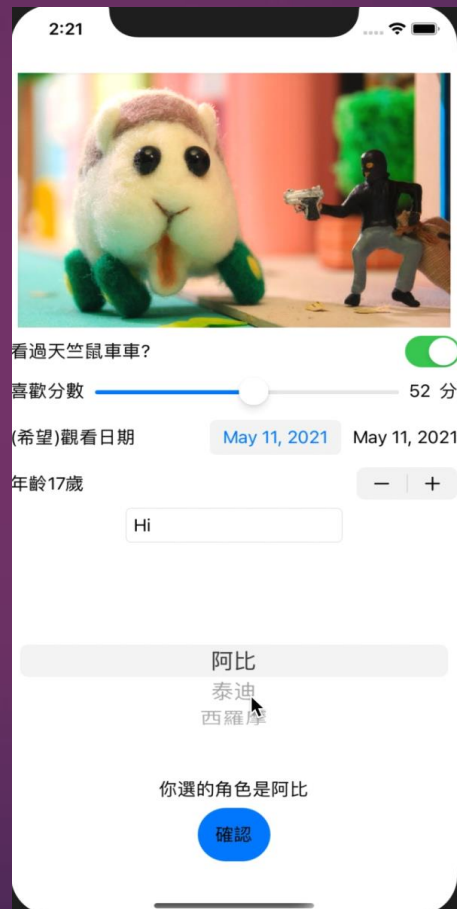 2:21
看過天竺鼠車車?
喜歡分數 52 分
(希望)觀看日期 May 11, 2021 May 11, 2021
年齡17歲 − +
Hi
阿比
泰迪
西羅摩
你選的角色是阿比
確認